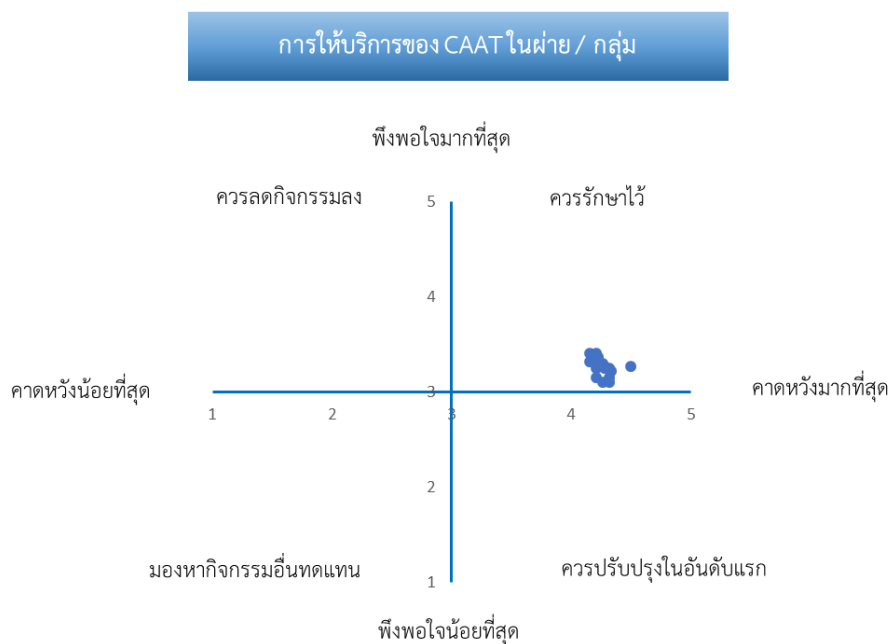 การให้บริการของ CAAT ในฝ่าย / กลุ่ม
พึงพอใจมากที่สุด
ควรลดกิจกรรมลง
5
ควรรักษาไว้
4
คาดหวังน้อยที่สุด
3
คาดหวังมากที่สุด
1
2
3
4
5
2
มองหากิจกรรมอื่นทดแทน
1
ควรปรับปรุงในอันดับแรก
พึงพอใจน้อยที่สุด